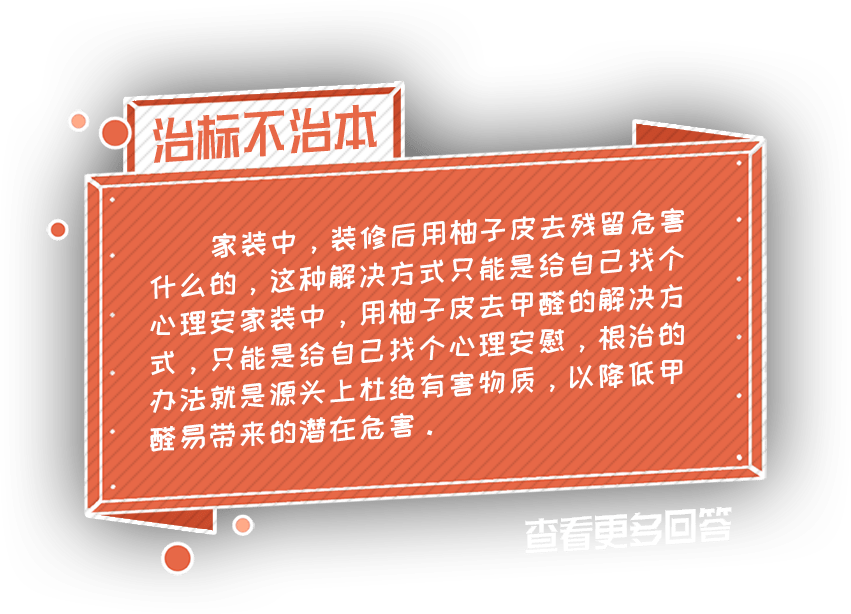 治标不治本
家装中，装修后用柚子皮去残留危害
什么的，这种解决方式只能是给自己找个
心理安家装中，用柚子皮去甲醛的解决方
式，只能是给自己找个心理安慰，根治的
办法就是源头上杜绝有害物质，以降低甲
醛易带来的潜在危害．
查看更多回答